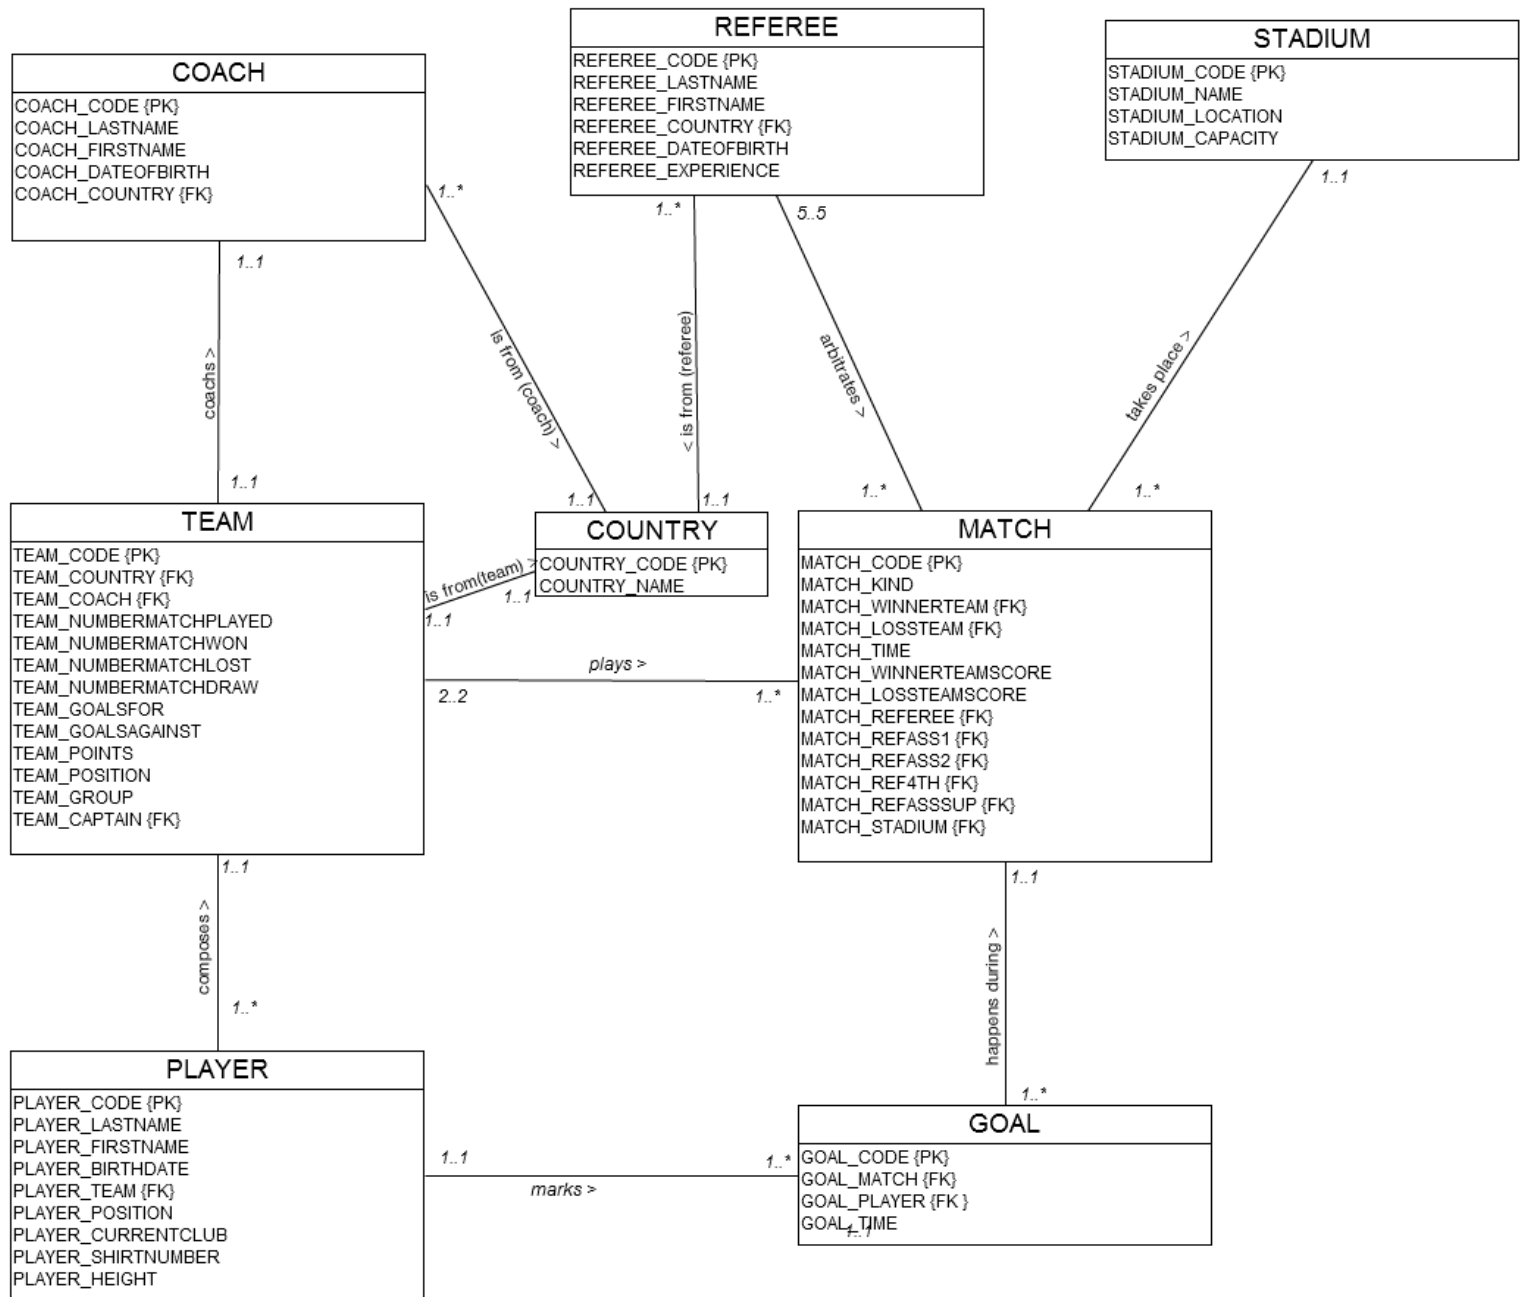 COACH
COACH_CODE {PK}
COACH_LASTNAME
COACH_FIRSTNAME
COACH_DATEOFBIRTH
COACH_COUNTRY {FK}
REFEREE
REFEREE_CODE {PK}
REFEREE_LASTNAME
REFEREE_FIRSTNAME
REFEREE_COUNTRY {FK}
REFEREE_DATEOFBIRTH
REFEREE_EXPERIENCE
STADIUM
STADIUM_CODE {PK}
STADIUM_NAME
STADIUM_LOCATION
STADIUM_CAPACITY
1..1
1..*
1..*
5..5
1..1
coachs >
is from (coach) >
< is from (referee)
arbitrates >
takes place >
1..1
1..1
1..1
1..*
1..*
TEAM
TEAM_CODE {PK}
TEAM_COUNTRY {FK}
TEAM_COACH {FK}
TEAM_NUMBERMATCHPLAYED
TEAM_NUMBERMATCHWON
TEAM_NUMBERMATCHLOST
TEAM_NUMBERMATCHDRAW
TEAM_GOALSFOR
TEAM_GOALSAGAINST
TEAM_POINTS
TEAM_POSITION
TEAM_GROUP
TEAM_CAPTAIN {FK}
is from(team) >
1..1
1..1
COUNTRY
COUNTRY_CODE {PK}
COUNTRY_NAME
plays >
2..2
1..*
MATCH
MATCH_CODE {PK}
MATCH_KIND
MATCH_WINNERTEAM {FK}
MATCH_LOSSTEAM {FK}
MATCH_TIME
MATCH_WINNERTEAMSCORE
MATCH_LOSSTEAMSCORE
MATCH_REFEREE {FK}
MATCH_REFASS1 {FK}
MATCH_REFASS2 {FK}
MATCH_REF4TH {FK}
MATCH_REFASSSUP {FK}
MATCH_STADIUM {FK}
1..1
composes >
1..*
1..1
happens during >
1..*
PLAYER
PLAYER_CODE {PK}
PLAYER_LASTNAME
PLAYER_FIRSTNAME
PLAYER_BIRTHDATE
PLAYER_TEAM {FK}
PLAYER_POSITION
PLAYER_CURRENTCLUB
PLAYER_SHIRTNUMBER
PLAYER_HEIGHT
1..1
marks >
1..*
GOAL
GOAL_CODE {PK}
GOAL_MATCH {FK}
GOAL_PLAYER {FK }
GOAL_TIME
1..1